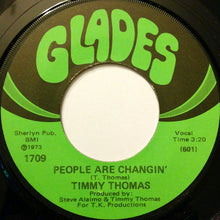 GLADES
Sherlyn Pub.
BMI
℗1973
1709
Vocal
Time 3:20
(601)
PEOPLE ARE CHANGIN'
(T. Thomas)
TIMMY THOMAS
Produced by:
Steve Alaimo & Timmy Thomas
For T.K. Productions